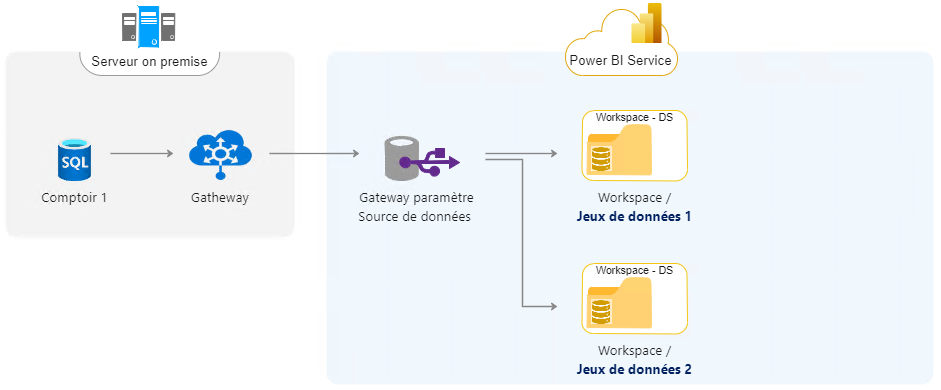 Serveur on premise
Power BI Service
SQL
Comptoir 1
Gatheway
Gateway paramètre
Source de données
Workspace - DS
Workspace /
Jeux de données 1
Workspace - DS
Workspace /
Jeux de données 2